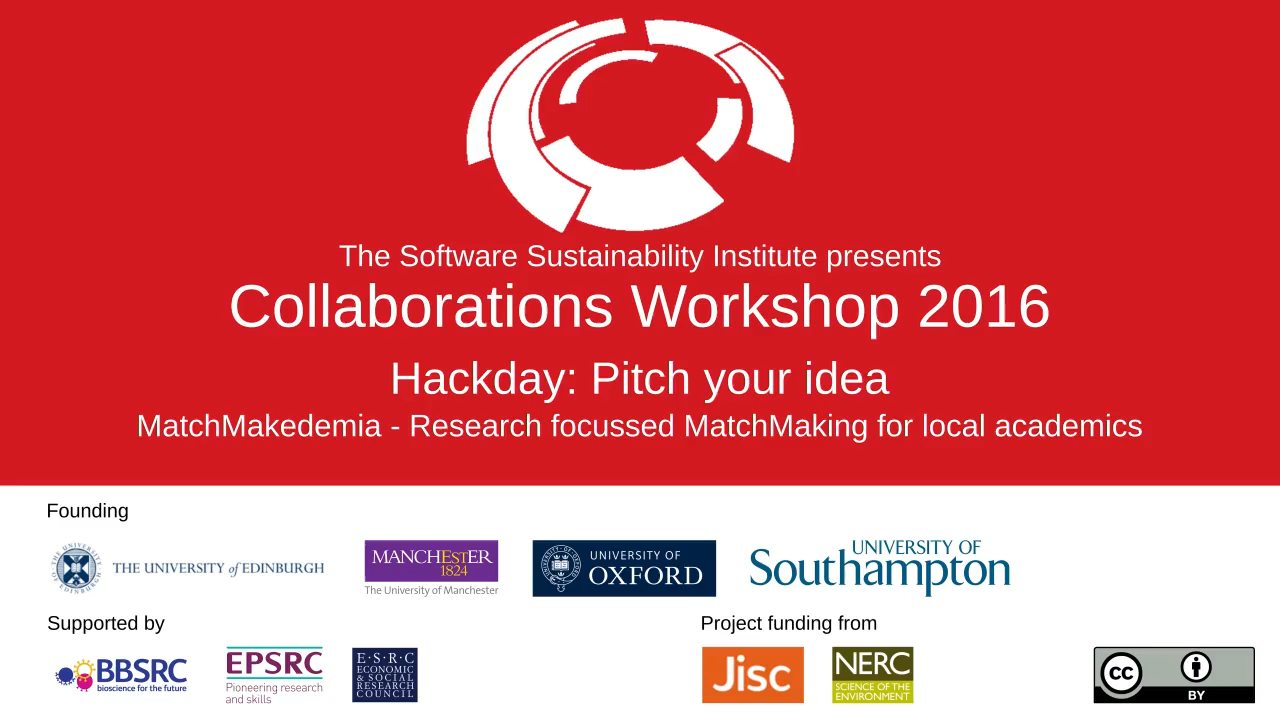 The Software Sustainability Institute presents
Collaborations Workshop 2016
Hackday: Pitch your idea
MatchMakedemia - Research focussed MatchMaking for local academics
Founding
THE UNIVERSITY of EDINBURGH
MANCHESTER
1824
The University of Manchester
UNIVERSITY OF
OXFORD
UNIVERSITY OF
Southampton
Supported by
Project funding from
BBSRC
bioscience for the future
EPSRC
Pioneering research
and skills
E·S·R·C
ECONOMIC
& SOCIAL
RESEARCH
COUNCIL
Jisc
NERC
SCIENCE OF THE
ENVIRONMENT
cc
BY